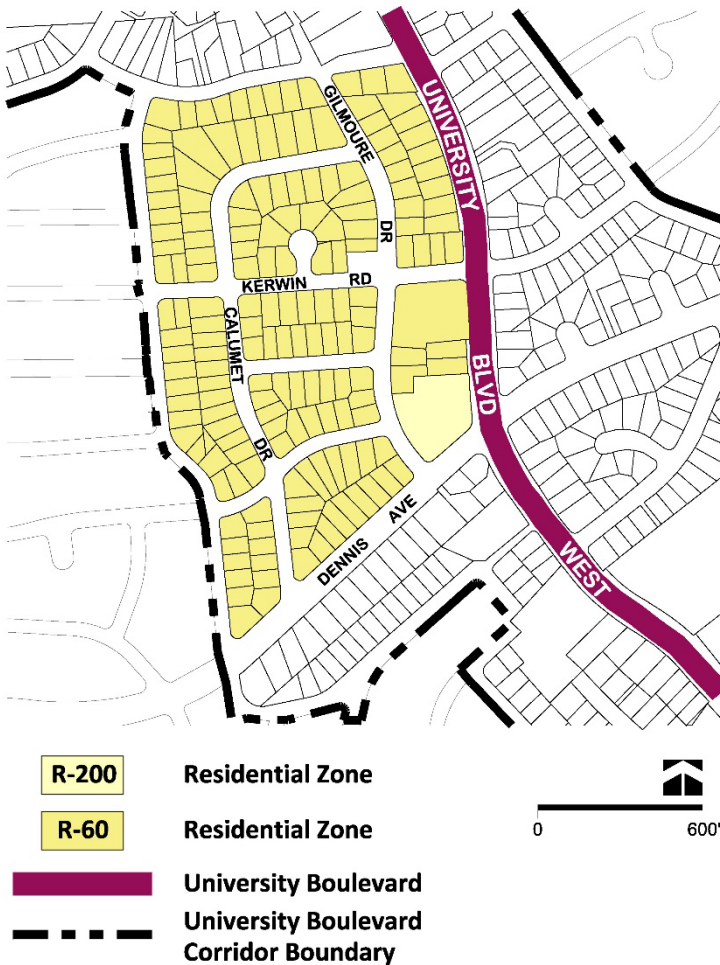 GILMOURE
DR
UNIVERSITY
BLVD
WEST
KERWIN RD
CALUMET
DR
DENNIS AVE
R-200 Residential Zone
R-60 Residential Zone
University Boulevard
University Boulevard
Corridor Boundary
0 600'